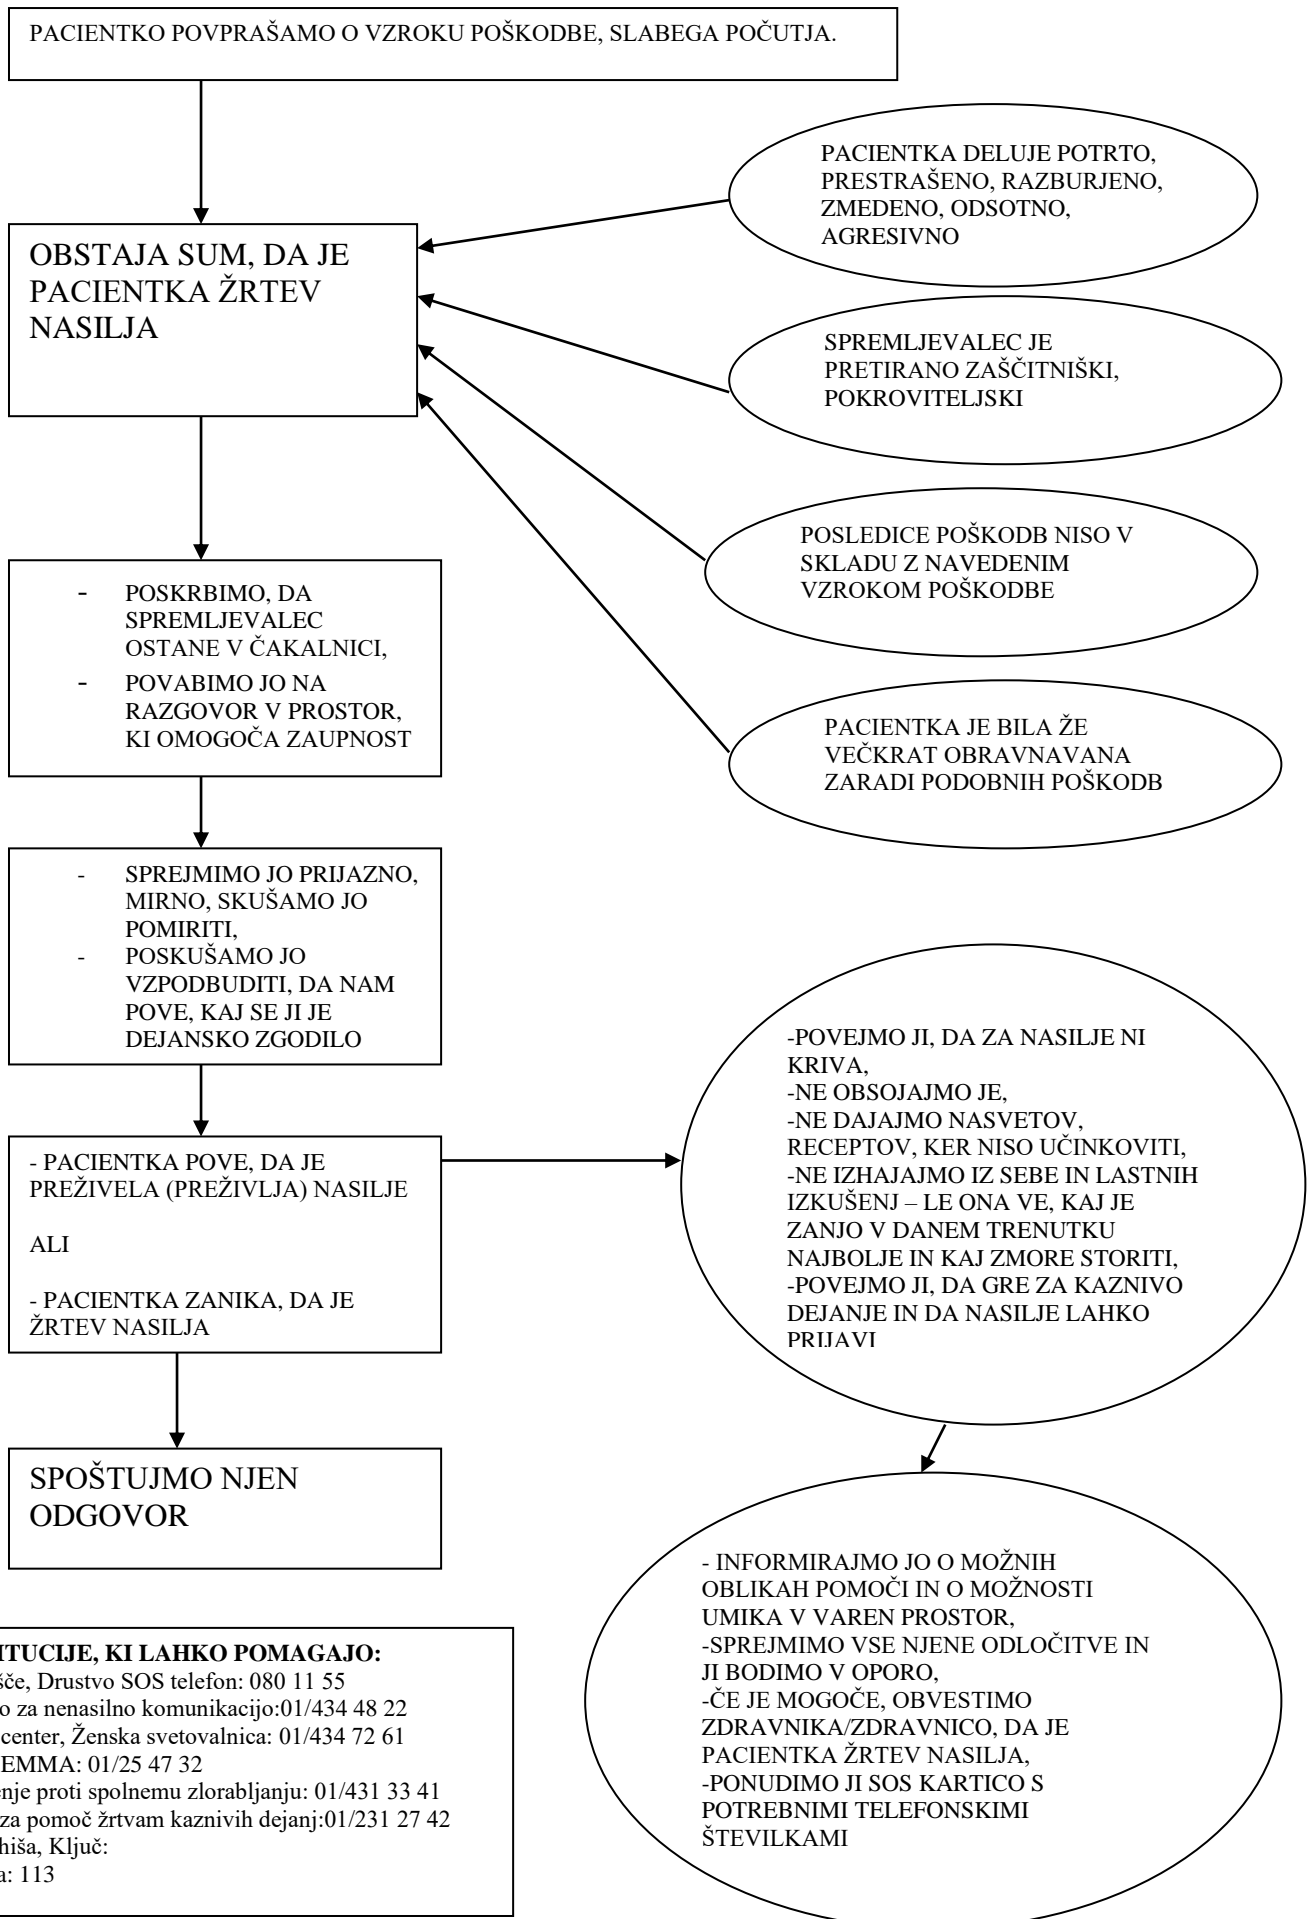 PACIENTKO POVPRAŠAMO O VZROKU POŠKODBE, SLABEGA POČUTJA.
PACIENTKA DELUJE POTRTO,
PRESTRAŠENO, RAZBURJENO,
ZMEDENO, ODSOTNO,
AGRESIVNO
OBSTAJA SUM, DA JE
PACIENTKA ŽRTEV
NASILJA
SPREMLJEVALEC JE
PRETIRANO ZAŠČITNIŠKI,
POKROVITELJSKI
POSLEDICE POŠKODB NISO V
SKLADU Z NAVEDENIM
VZROKOM POŠKODBE
- POSKRBIMO, DA
SPREMLJEVALEC
OSTANE V ČAKALNICI,
- POVABIMO JO NA
RAZGOVOR V PROSTOR,
KI OMOGOČA ZAUPNOST
PACIENTKA JE BILA ŽE
VEČKRAT OBRAVNAVANA
ZARADI PODOBNIH POŠKODB
- SPREJMIMO JO PRIJAZNO,
MIRNO, SKUŠAMO JO
POMIRITI,
- POSKUŠAMO JO
VZPODBUDITI, DA NAM
POVE, KAJ SE JI JE
DEJANSKO ZGODILO
- PACIENTKA POVE, DA JE
PREŽIVELA (PREŽIVLJA) NASILJE
ALI
- PACIENTKA ZANIKA, DA JE
ŽRTEV NASILJA
-POVEJMO JI, DA ZA NASILJE NI
KRIVA,
-NE OBSOJAJMO JE,
-NE DAJAJMO NASVETOV,
RECEPTOV, KER NISO UČINKOVITI,
-NE IZHAJAJMO IZ SEBE IN LASTNIH
IZKUŠENJ – LE ONA VE, KAJ JE
ZANJO V DANEM TRENUTKU
NAJBOLJE IN KAJ ZMORE STORITI,
-POVEJMO JI, DA GRE ZA KAZNIVO
DEJANJE IN DA NASILJE LAHKO
PRIJAVI
SPOŠTUJMO NJEN
ODGOVOR
- INFORMIRAJMO JO O MOŽNIH
OBLIKAH POMOČI IN O MOŽNOSTI
UMIKA V VAREN PROSTOR,
-SPREJMIMO VSE NJENE ODLOČITVE IN
JI BODIMO V OPORO,
-ČE JE MOGOČE, OBVESTIMO
ZDRAVNIKA/ZDRAVNICO, DA JE
PACIENTKA ŽRTEV NASILJA,
-PONUDIMO JI SOS KARTICO S
POTREBNIMI TELEFONSKIMI
ŠTEVILKAMI
TITUCIJE, KI LAHKO POMAGAJO:
šče, Drustvo SOS telefon: 080 11 55
o za nenasilno komunikacijo:01/434 48 22
center, Ženska svetovalnica: 01/434 72 61
EMMA: 01/25 47 32
enje proti spolnemu zlorabljanju: 01/431 33 41
za pomoč žrtvam kaznivih dejanj:01/231 27 42
hiša, Ključ:
a: 113